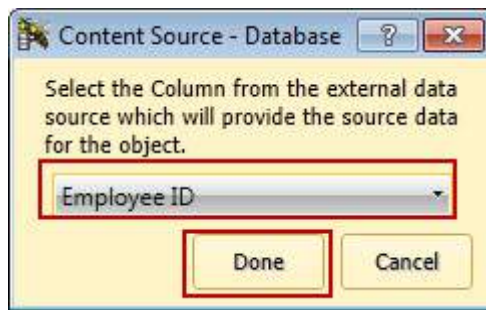 Content Source - Database
Select the Column from the external data
source which will provide the source data
for the object.
Employee ID
Done
Cancel